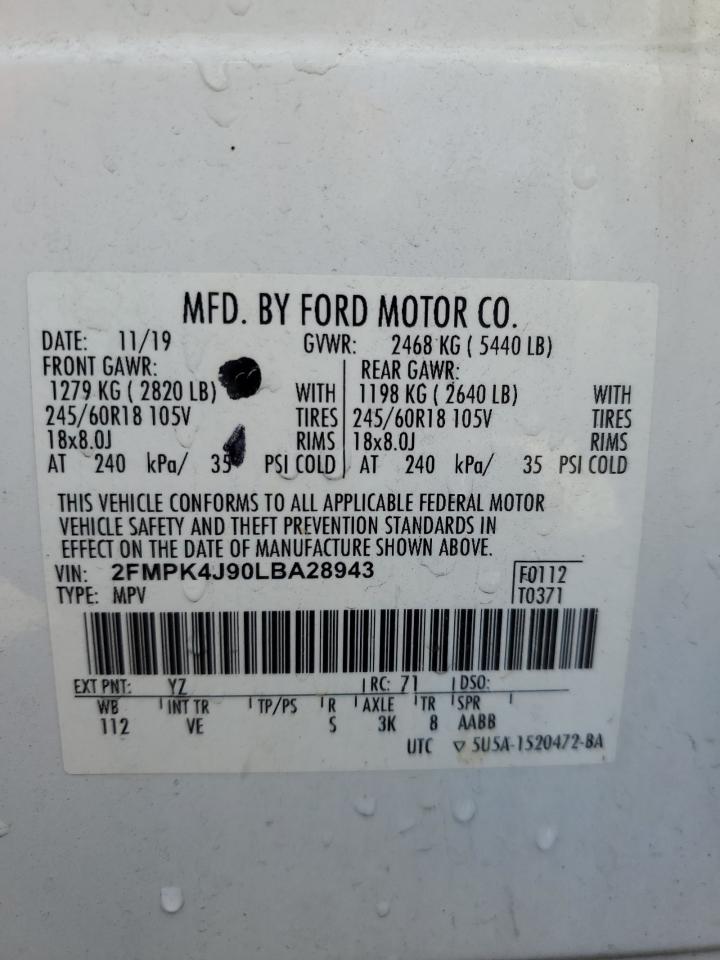 MFD. BY FORD MOTOR CO.
DATE: 11/19 GVWR: 2468 KG ( 5440 LB)
FRONT GAWR: REAR GAWR:
1279 KG ( 2820 LB) WITH 1198 KG ( 2640 LB) WITH
245/60R18 105V TIRES 245/60R18 105V TIRES
18x8.0J RIMS 18x8.0J RIMS
AT 240 kPa/ 35 PSI COLD AT 240 kPa/ 35 PSI COLD
THIS VEHICLE CONFORMS TO ALL APPLICABLE FEDERAL MOTOR
VEHICLE SAFETY AND THEFT PREVENTION STANDARDS IN
EFFECT ON THE DATE OF MANUFACTURE SHOWN ABOVE.
VIN: 2FMPK4J90LBA28943 F0112
TYPE: MPV T0371
EXT PNT: YZ RC: 71 DSO:
WB INT TR TP/PS R AXLE TR SPR
112 VE S 3K 8 AABB
UTC ▽ 5U5A-1520472-BA